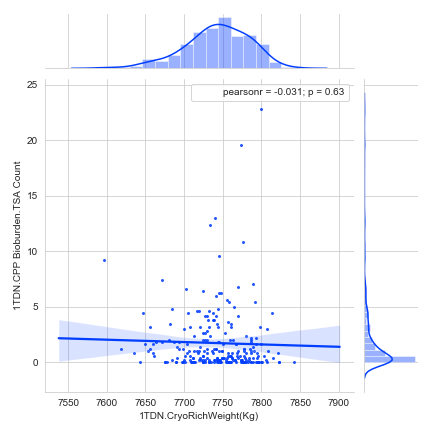 pearsonr = -0.031; p = 0.63
25
20
15
10
5
0
1TDN.CPP Bioburden.TSA Count
7550 7600 7650 7700 7750 7800 7850 7900
1TDN.CryoRichWeight(Kg)